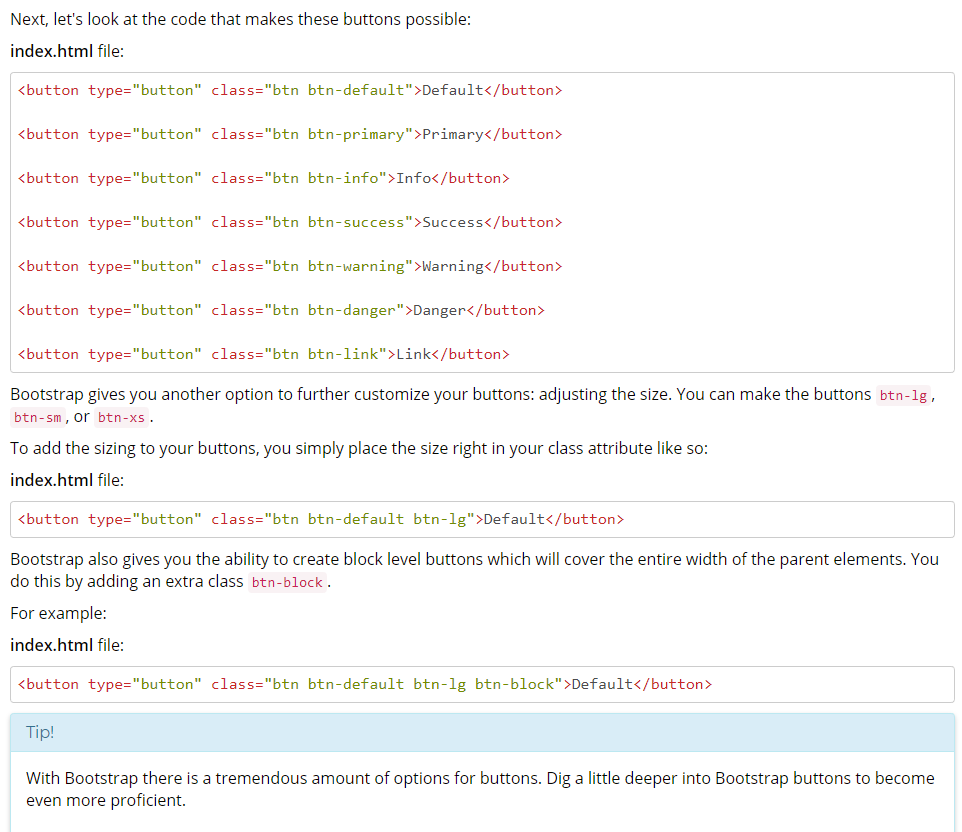 Next, let's look at the code that makes these buttons possible:
index.html file:
<button type="button" class="btn btn-default">Default</button>
<button type="button" class="btn btn-primary">Primary</button>
<button type="button" class="btn btn-info">Info</button>
<button type="button" class="btn btn-success">Success</button>
<button type="button" class="btn btn-warning">Warning</button>
<button type="button" class="btn btn-danger">Danger</button>
<button type="button" class="btn btn-link">Link</button>
Bootstrap gives you another option to further customize your buttons: adjusting the size. You can make the buttons btn-lg,
btn-sm, or btn-xs.
To add the sizing to your buttons, you simply place the size right in your class attribute like so:
index.html file:
<button type="button" class="btn btn-default btn-lg">Default</button>
Bootstrap also gives you the ability to create block level buttons which will cover the entire width of the parent elements. You
do this by adding an extra class btn-block.
For example:
index.html file:
<button type="button" class="btn btn-default btn-lg btn-block">Default</button>
Tip!
With Bootstrap there is a tremendous amount of options for buttons. Dig a little deeper into Bootstrap buttons to become
even more proficient.